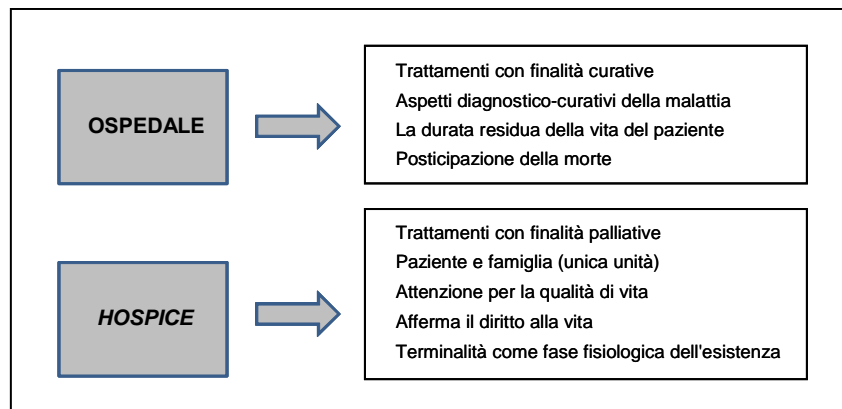 OSPEDALE
Trattamenti con finalità curative
Aspetti diagnostico-curativi della malattia
La durata residua della vita del paziente
Posticipazione della morte
HOSPICE
Trattamenti con finalità palliative
Paziente e famiglia (unica unità)
Attenzione per la qualità di vita
Afferma il diritto alla vita
Terminalità come fase fisiologica dell'esistenza